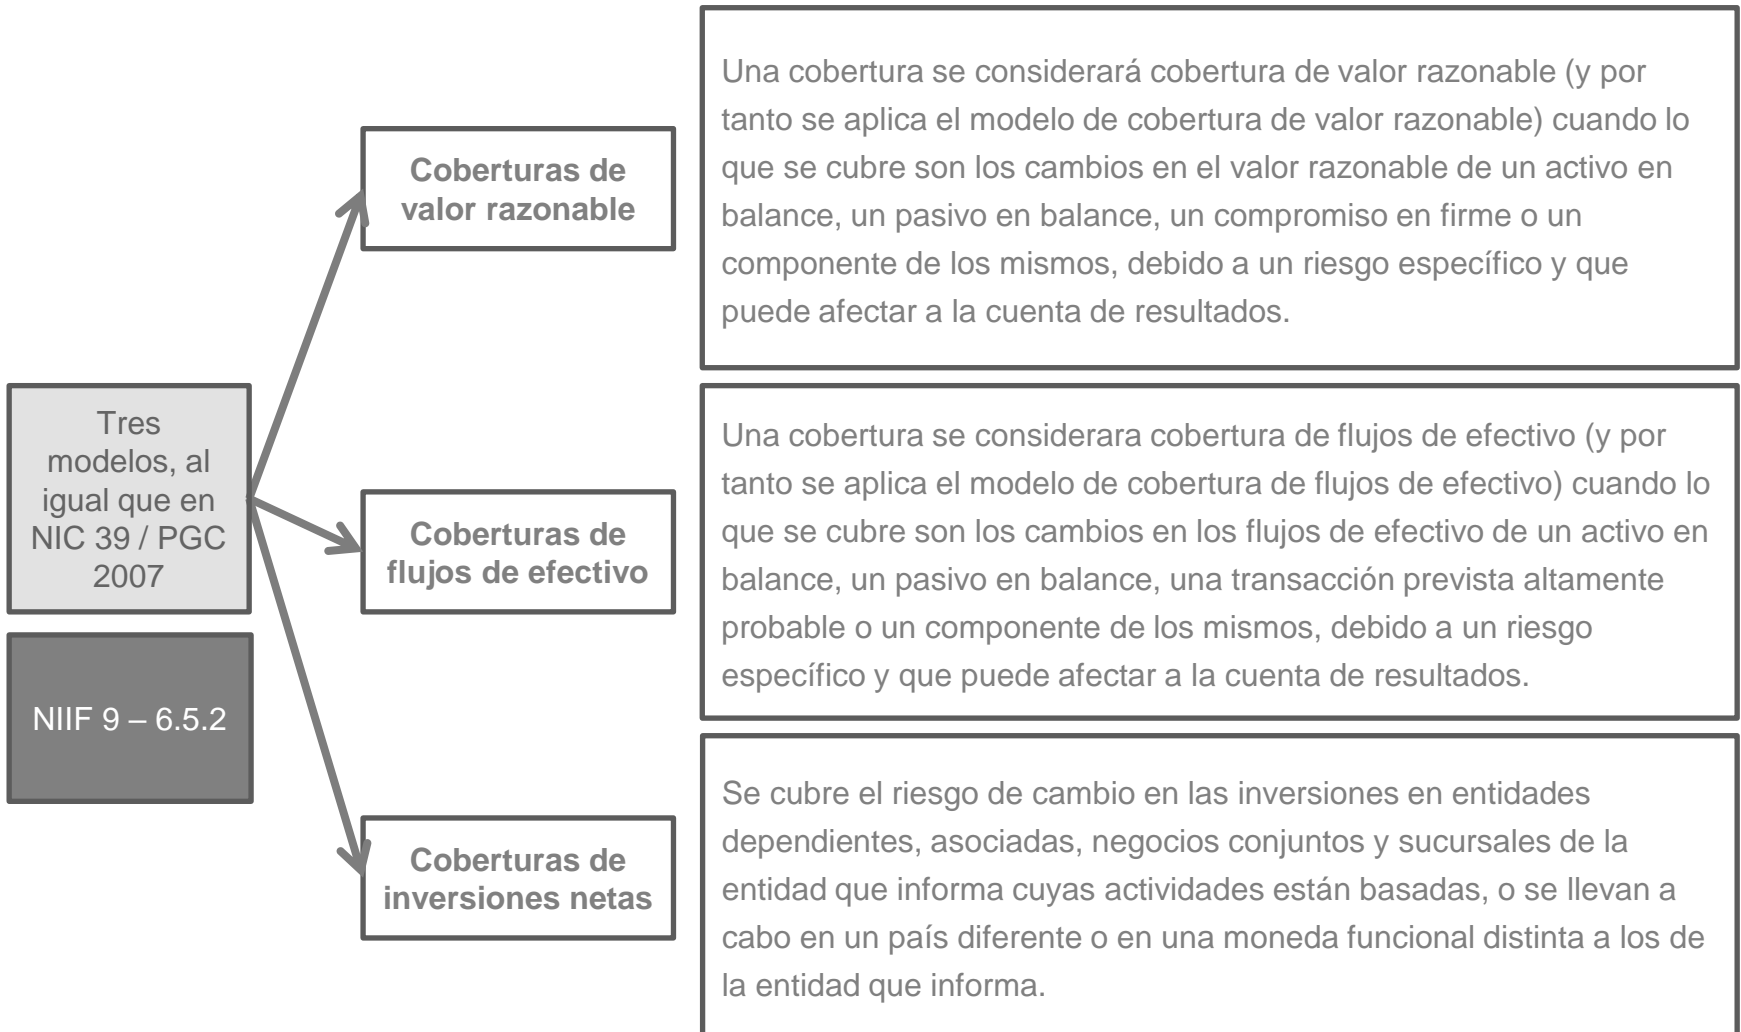 Tres
modelos, al
igual que en
NIC 39 / PGC
2007
NIIF 9 – 6.5.2
Coberturas de
valor razonable
Una cobertura se considerará cobertura de valor razonable (y por
tanto se aplica el modelo de cobertura de valor razonable) cuando lo
que se cubre son los cambios en el valor razonable de un activo en
balance, un pasivo en balance, un compromiso en firme o un
componente de los mismos, debido a un riesgo específico y que
puede afectar a la cuenta de resultados.
Coberturas de
flujos de efectivo
Una cobertura se considerara cobertura de flujos de efectivo (y por
tanto se aplica el modelo de cobertura de flujos de efectivo) cuando lo
que se cubre son los cambios en los flujos de efectivo de un activo en
balance, un pasivo en balance, una transacción prevista altamente
probable o un componente de los mismos, debido a un riesgo
específico y que puede afectar a la cuenta de resultados.
Coberturas de
inversiones netas
Se cubre el riesgo de cambio en las inversiones en entidades
dependientes, asociadas, negocios conjuntos y sucursales de la
entidad que informa cuyas actividades están basadas, o se llevan a
cabo en un país diferente o en una moneda funcional distinta a los de
la entidad que informa.